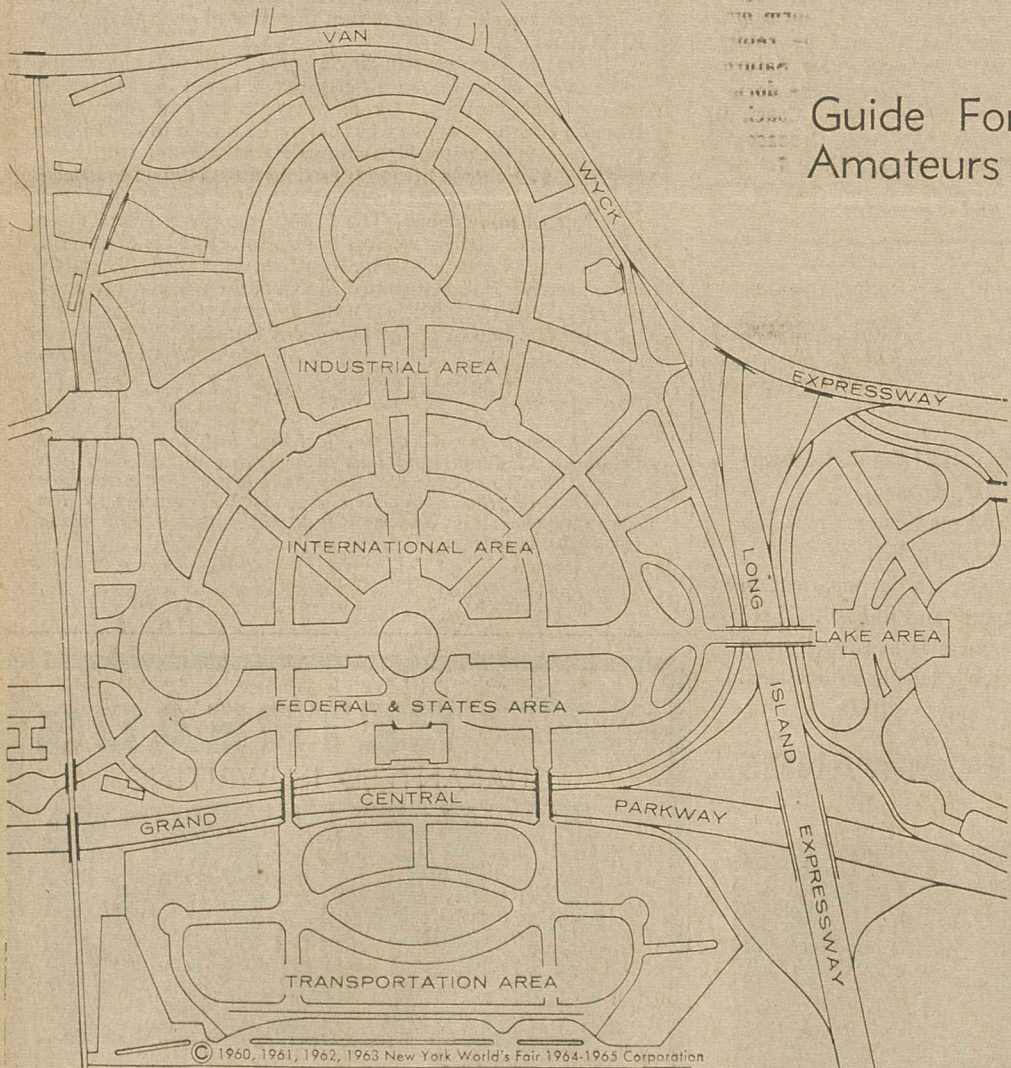 Guide For
Amateurs
VAN
WYCK
EXPRESSWAY
INDUSTRIAL AREA
INTERNATIONAL AREA
LONG
ISLAND
EXPRESSWAY
LAKE AREA
FEDERAL & STATES AREA
GRAND
CENTRAL
PARKWAY
TRANSPORTATION AREA
© 1960, 1961, 1962, 1963 New York World's Fair 1964-1965 Corporation